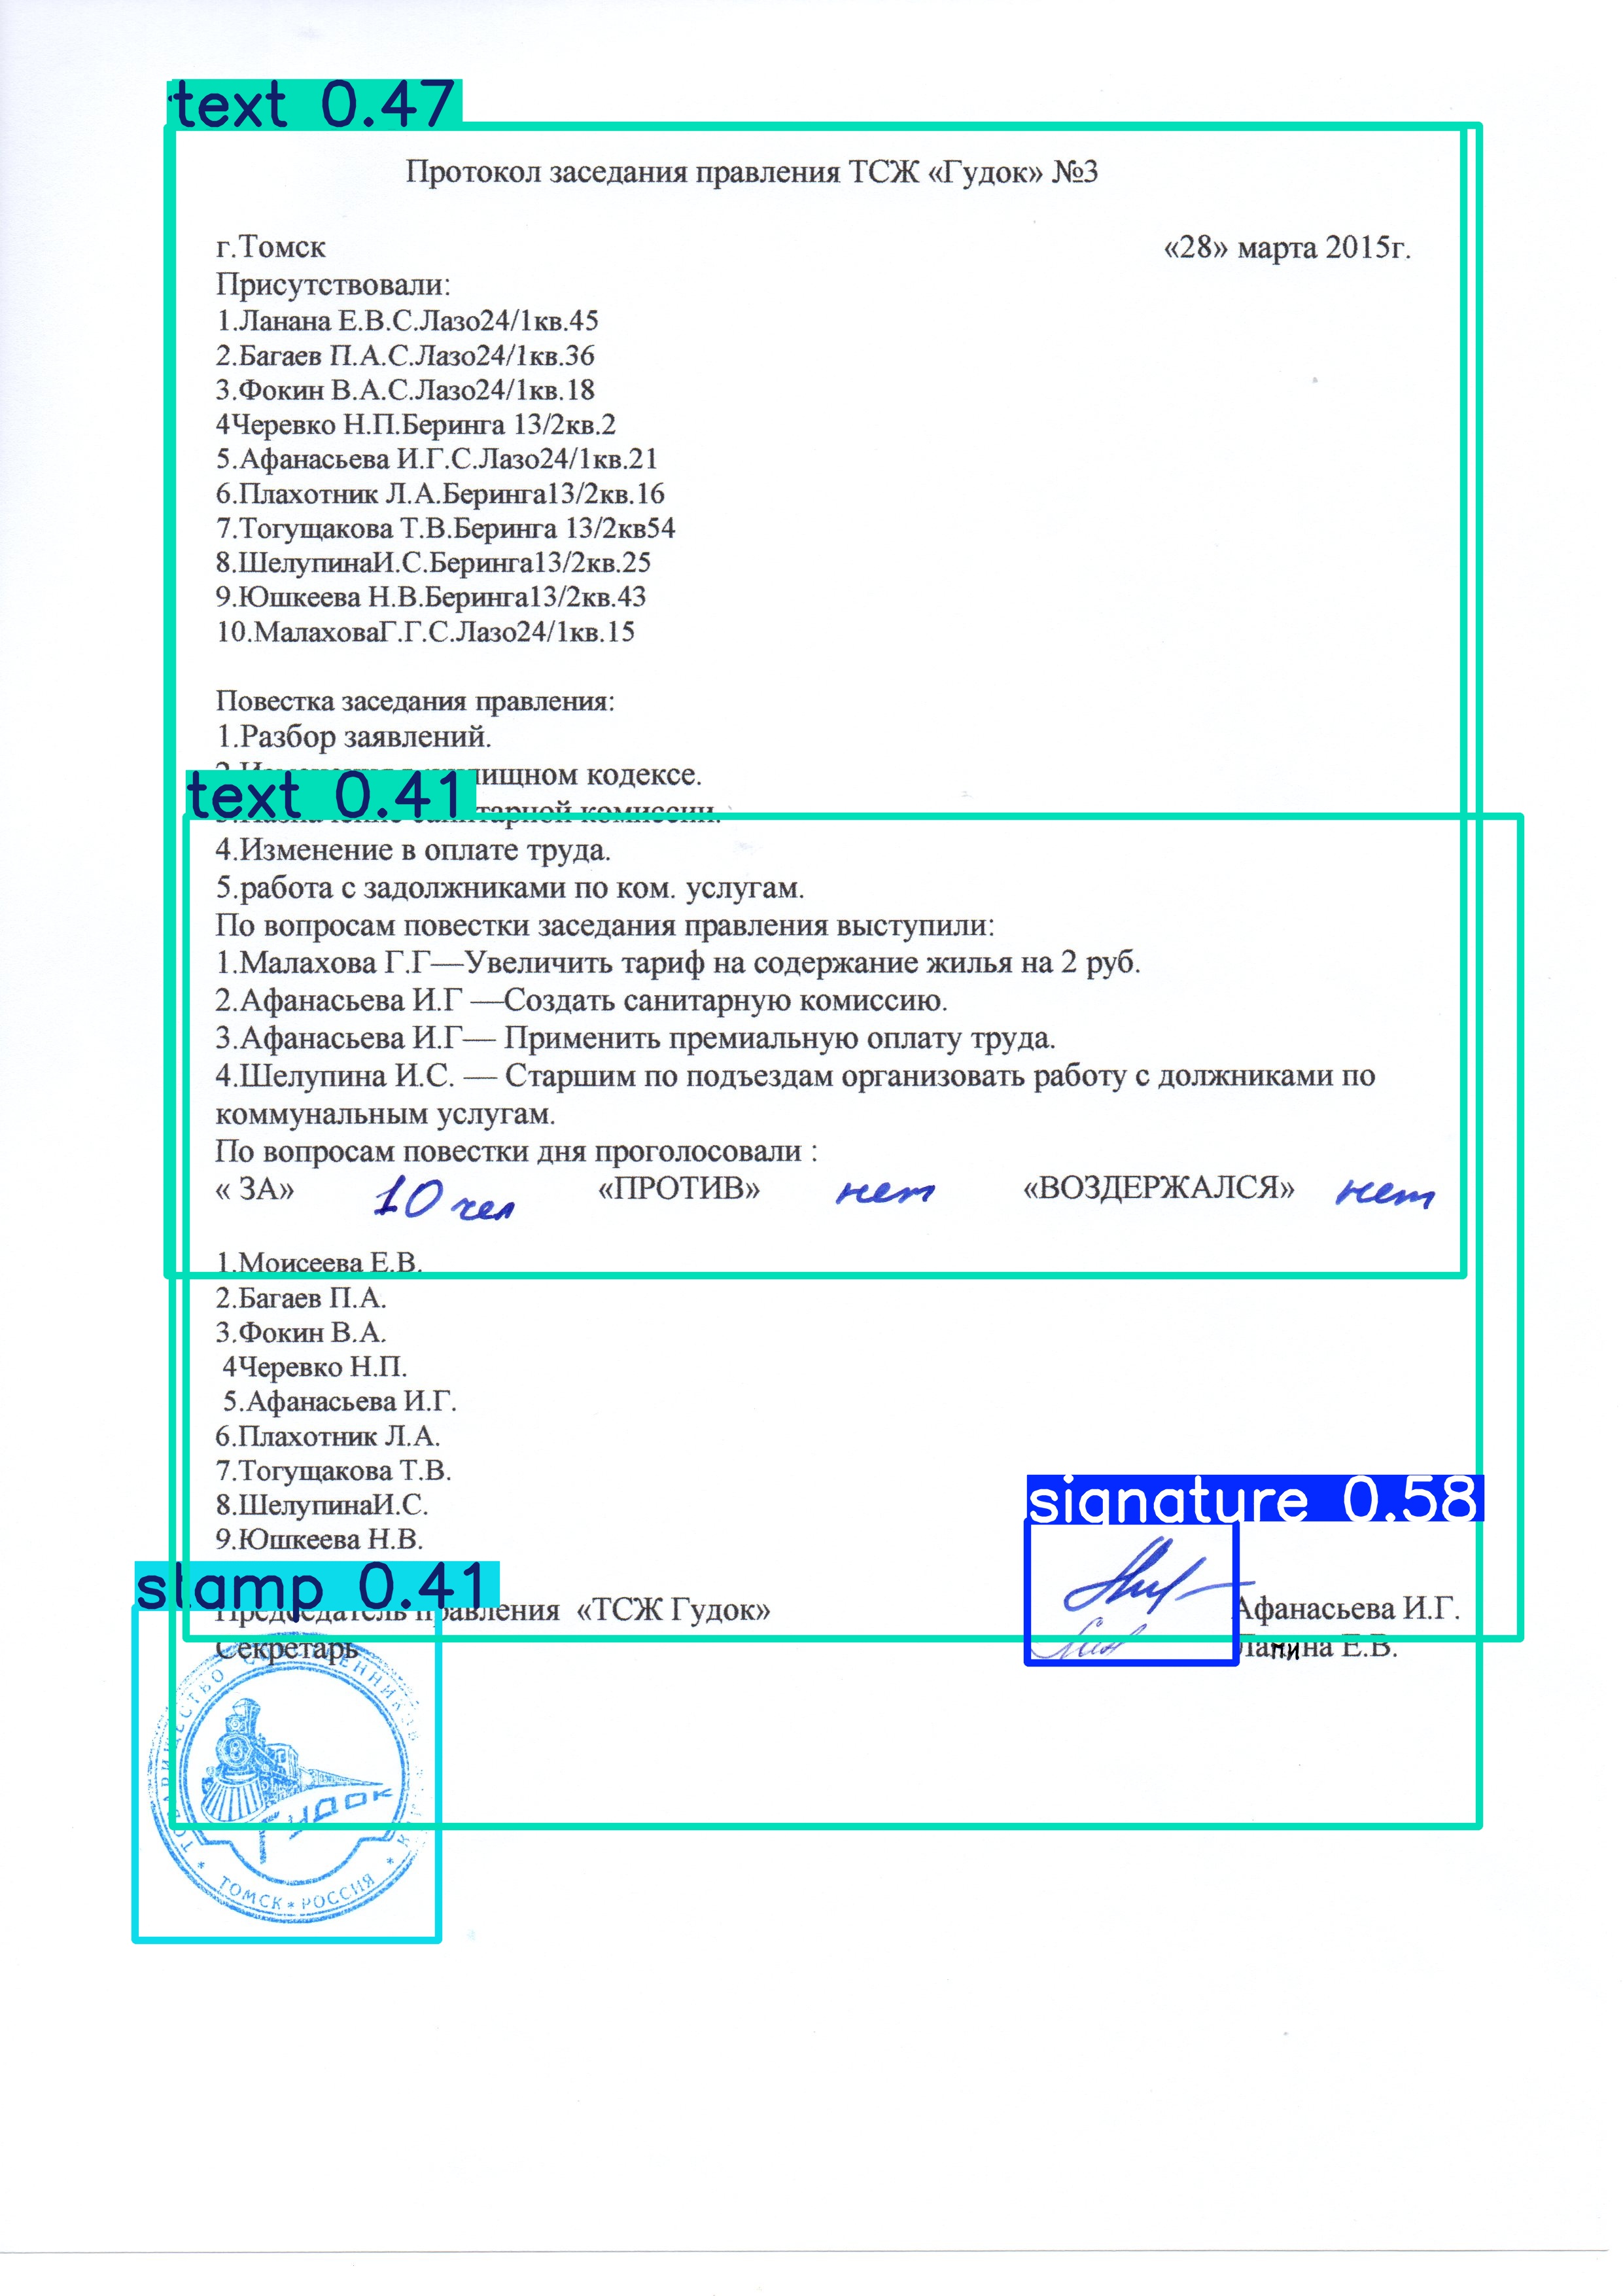 text 0.47
Протокол заседания правления ТСЖ «Гудок» №3
г.Томск «28» марта 2015г.
Присутствовали:
1.Ланана Е.В.С.Лазо24/1кв.45
2.Багаев П.А.С.Лазо24/1кв.36
3.Фокин В.А.С.Лазо24/1кв.18
4Черевко Н.П.Беринга 13/2кв.2
5.Афанасьева И.Г.С.Лазо24/1кв.21
6.Плахотник Л.А.Беринга13/2кв.16
7.Тогущакова Т.В.Беринга 13/2кв54
8.ШелупинаИ.С.Беринга13/2кв.25
9.Юшкеева Н.В.Беринга13/2кв.43
10.МалаховаГ.Г.С.Лазо24/1кв.15
Повестка заседания правления:
1.Разбор заявлений.
кодексе.
text 0.41
комиссии.
4.Изменение в оплате труда.
5.работа с задолжниками по ком. услугам.
По вопросам повестки заседания правления выступили:
1.Малахова Г.Г—Увеличить тариф на содержание жилья на 2 руб.
2.Афанасьева И.Г —Создать санитарную комиссию.
3.Афанасьева И.Г— Применить премиальную оплату труда.
4.Шелупина И.С. — Старшим по подъездам организовать работу с должниками по
коммунальным услугам.
По вопросам повестки дня проголосовали :
« ЗА» 10 чел «ПРОТИВ» нет «ВОЗДЕРЖАЛСЯ» нет
1.Моисеева Е.В.
2.Багаев П.А.
3.Фокин В.А.
4Черевко Н.П.
5.Афанасьева И.Г.
6.Плахотник Л.А.
7.Тогущакова Т.В.
8.ШелупинаИ.С.
9.Юшкеева Н.В.
signature 0.58
stamp 0.41
Председатель правления «ТСЖ Гудок» Афанасьева И.Г.
Секретарь Е.В.
Гудок
ТОМСК * РОССИЯ